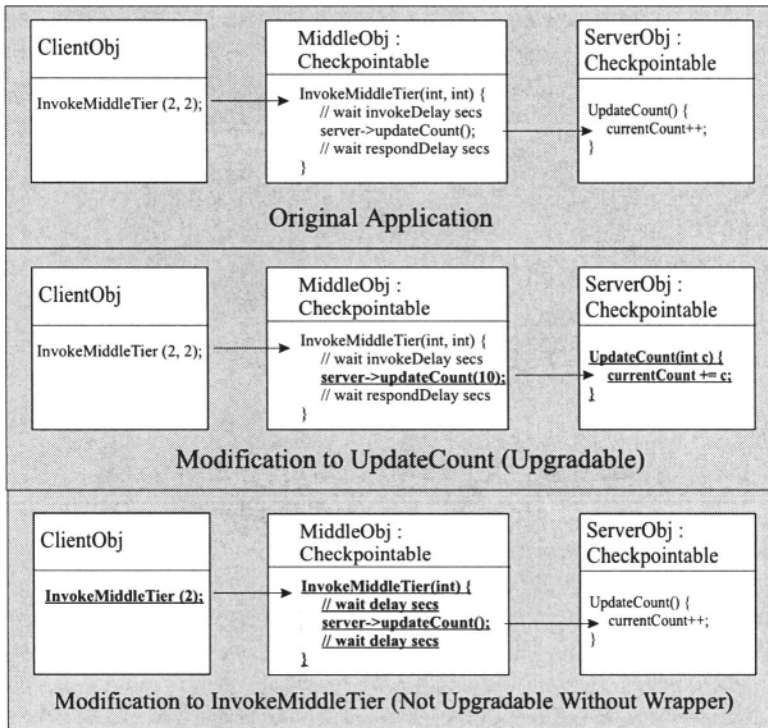 ClientObj
InvokeMiddleTier (2, 2);
MiddleObj :
Checkpointable
InvokeMiddleTier(int, int) {
// wait invokeDelay secs
server->updateCount();
// wait respondDelay secs
}
ServerObj :
Checkpointable
UpdateCount() {
currentCount++;
}
Original Application
ClientObj
InvokeMiddleTier (2, 2);
MiddleObj :
Checkpointable
InvokeMiddleTier(int, int) {
// wait invokeDelay secs
server->updateCount(10);
// wait respondDelay secs
}
ServerObj :
Checkpointable
UpdateCount(int c) {
currentCount += c;
}
Modification to UpdateCount (Upgradable)
ClientObj
InvokeMiddleTier (2);
MiddleObj :
Checkpointable
InvokeMiddleTier(int) {
// wait delay secs
server->updateCount();
// wait delay secs
}
ServerObj :
Checkpointable
UpdateCount() {
currentCount++;
}
Modification to InvokeMiddleTier (Not Upgradable Without Wrapper)